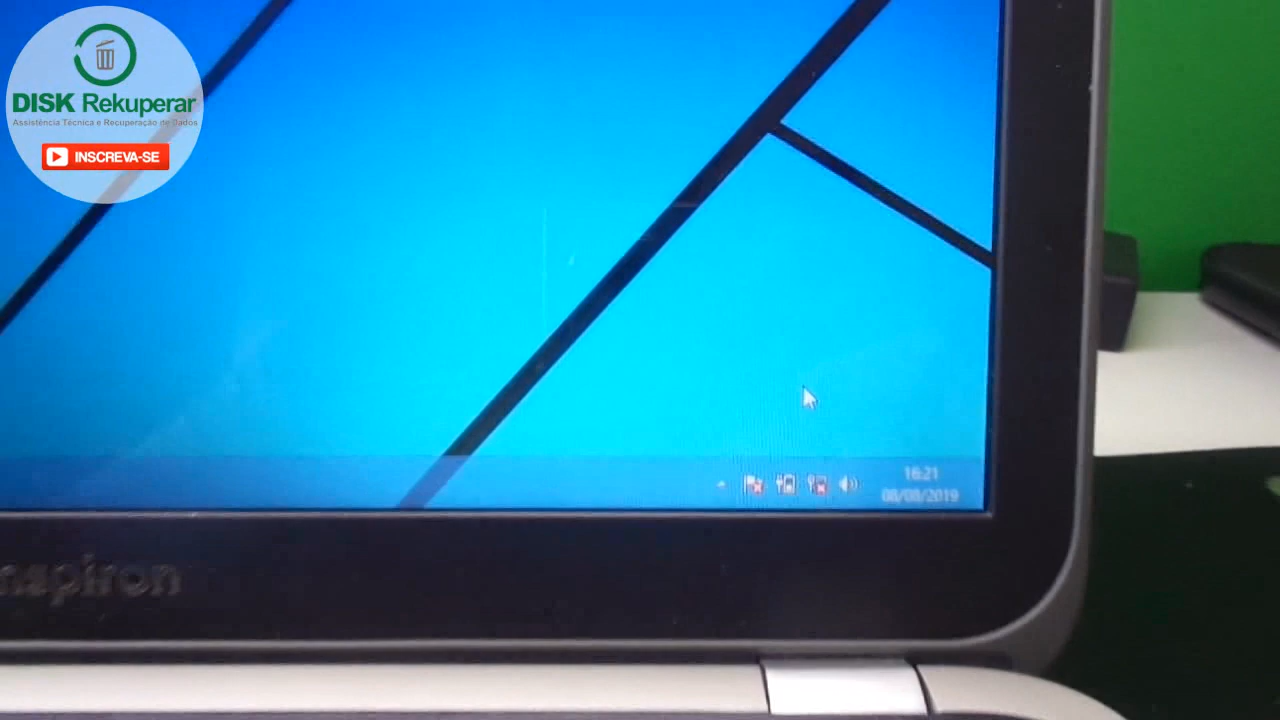 DISK Rekuperar
Assistência Técnica e Recuperação de Dados
INSCREVA-SE
16:21
08/08/2019
nspiron